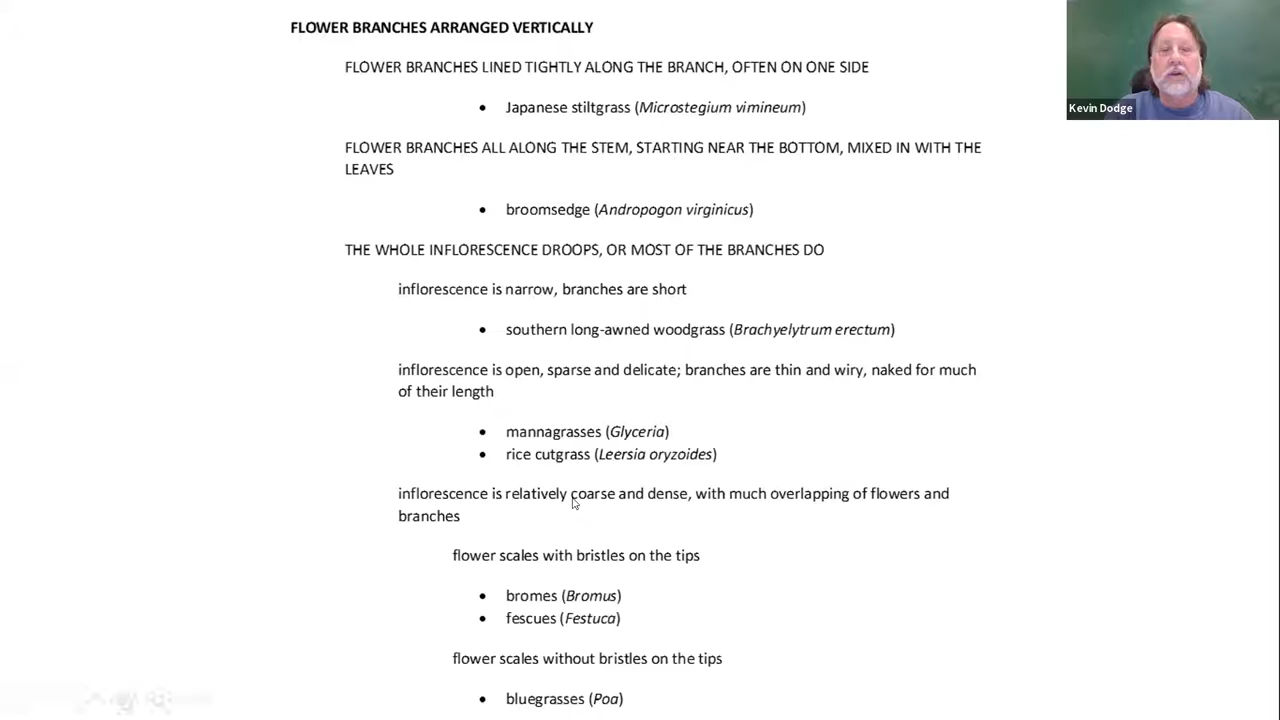 FLOWER BRANCHES ARRANGED VERTICALLY
FLOWER BRANCHES LINED TIGHTLY ALONG THE BRANCH, OFTEN ON ONE SIDE
• Japanese stiltgrass (Microstegium vimineum)
FLOWER BRANCHES ALL ALONG THE STEM, STARTING NEAR THE BOTTOM, MIXED IN WITH THE
LEAVES
• broomsedge (Andropogon virginicus)
THE WHOLE INFLORESCENCE DROOPS, OR MOST OF THE BRANCHES DO
inflorescence is narrow, branches are short
• southern long-awned woodgrass (Brachyelytrum erectum)
inflorescence is open, sparse and delicate; branches are thin and wiry, naked for much
of their length
• mannagrasses (Glyceria)
• rice cutgrass (Leersia oryzoides)
inflorescence is relatively coarse and dense, with much overlapping of flowers and
branches
flower scales with bristles on the tips
• bromes (Bromus)
• fescues (Festuca)
flower scales without bristles on the tips
• bluegrasses (Poa)
Kevin Dodge